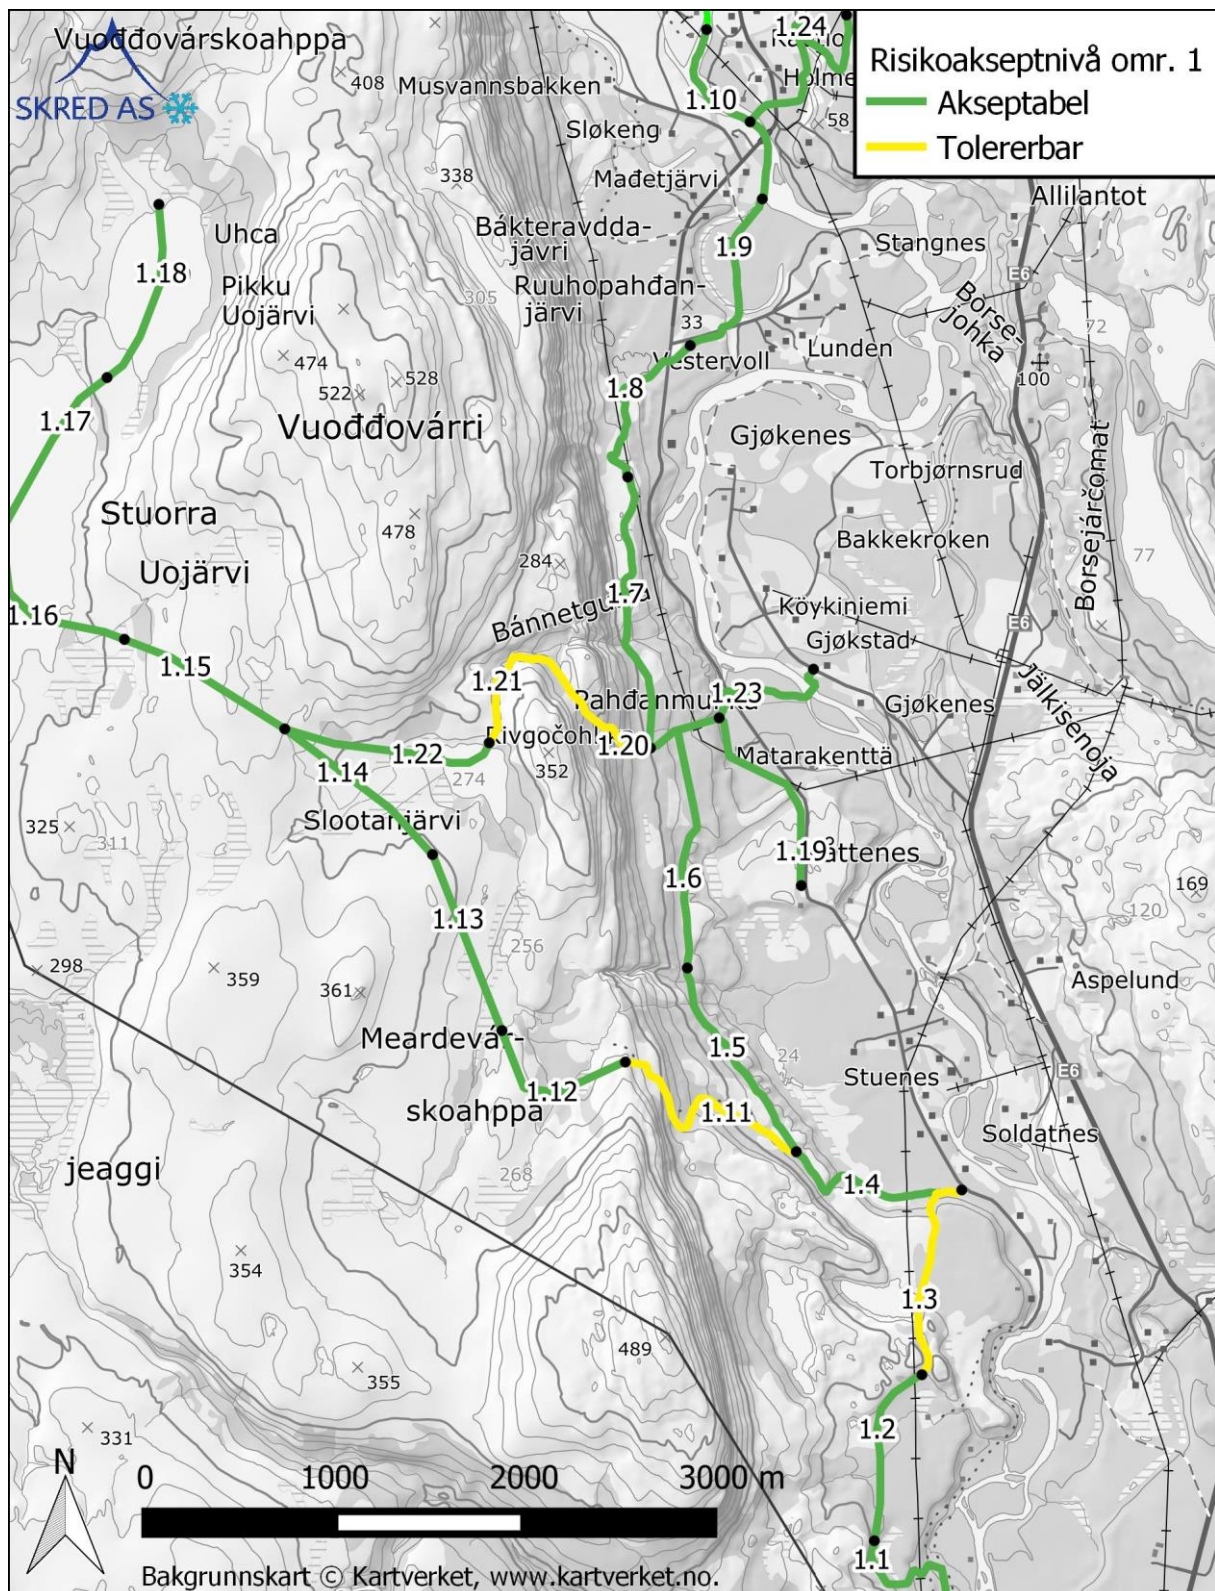 Vuođđovárskoahppa
SKRED AS
Risikoakseptnivå omr. 1
Akseptabel
Tolererbar
1.24
Holme
408
Musvannsbakken
1.10
58
Sløkeng
338
Mađetjärvi
Allilantot
Uhca
Bákteravdda-
jávri
1.9
Stangnes
1.18
E6
Pikku
Uojärvi
305
Ruuhopahđan-
järvi
Borse-
johka
33
72
474
528
Vestervoll
Lunden
522
1.8
100
1.17
Vuođđovárri
Gjøkenes
Torbjørnsrud
Borsejárčomat
Stuorra
478
Bakkekroken
77
Uojärvi
284
1.7
Köykiniemi
1.16
E6
Gjøkstad
1.15
1.21
1.23
Gjøkenes
Jälkisenoja
1.22
1.20
352
Matarakenttä
1.14
274
Slootanjärvi
325
311
1.19
1.6
169
1.13
120
256
298
359
361
Aspelund
Meardevár-
1.5
24
E6
Stuenes
skoahppa
1.12
1.11
Soldatnes
jeaggi
268
1.4
354
1.3
489
355
331
1.2
N
0 1000 2000 3000 m
1.1
Bakgrunnskart © Kartverket, www.kartverket.no.